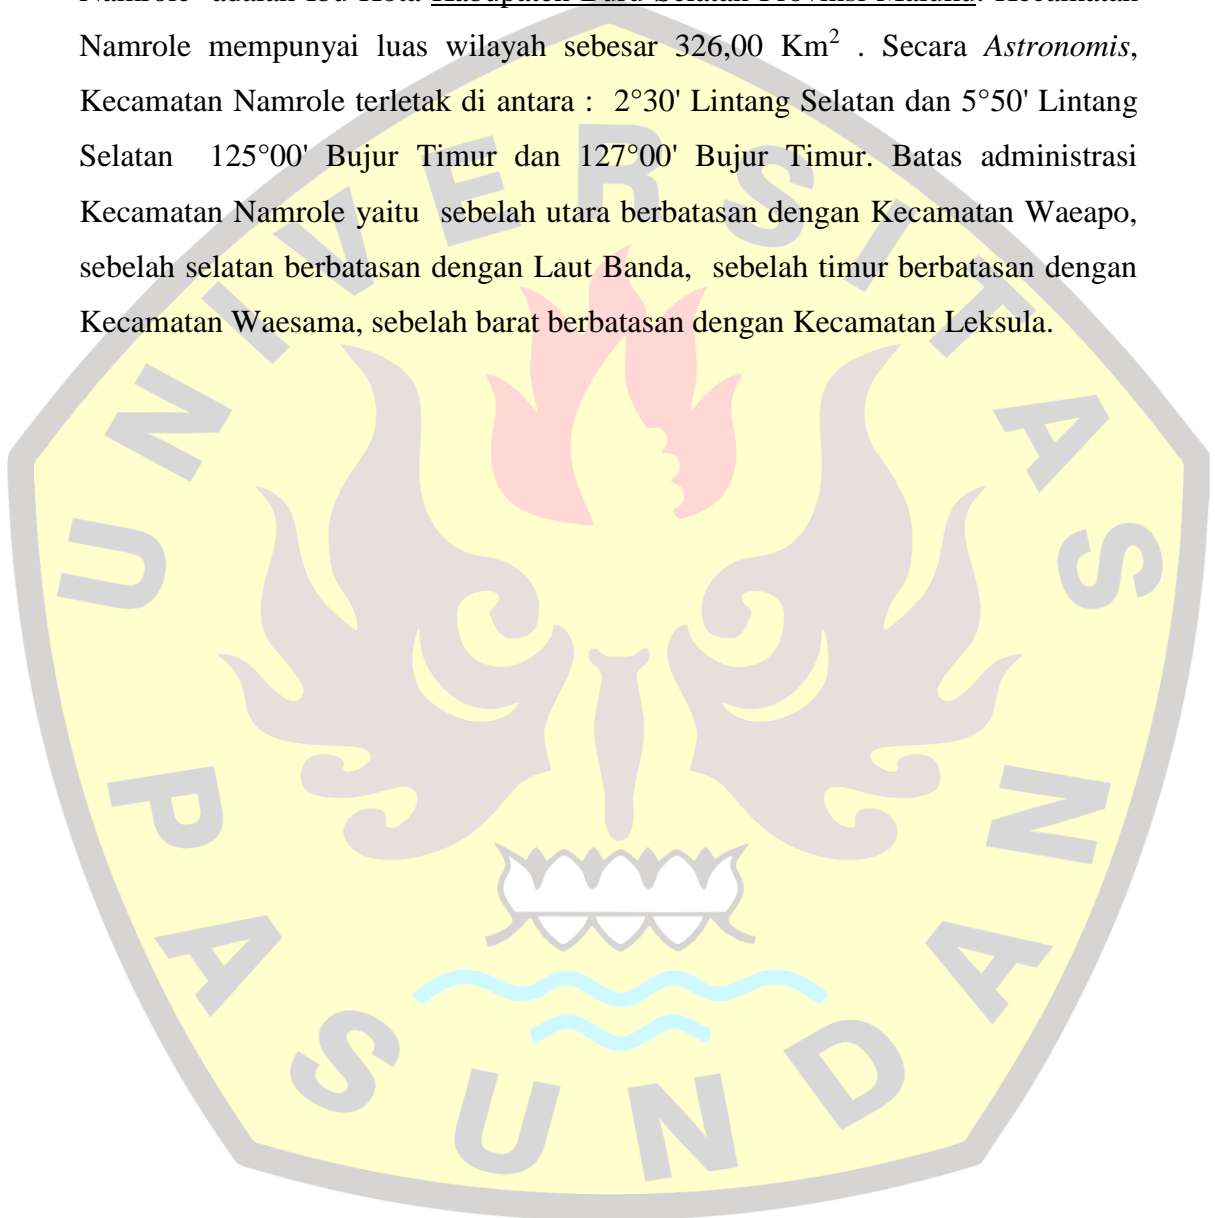 Namrole adalah Ibu Kota Kabupaten Buru Selatan Provinsi Maluku. Kecamatan
Namrole mempunyai luas wilayah sebesar 326,00 Km² . Secara Astronomis,
Kecamatan Namrole terletak di antara : 2°30' Lintang Selatan dan 5°50' Lintang
Selatan 125°00' Bujur Timur dan 127°00' Bujur Timur. Batas administrasi
Kecamatan Namrole yaitu sebelah utara berbatasan dengan Kecamatan Waeapo,
sebelah selatan berbatasan dengan Laut Banda, sebelah timur berbatasan dengan
Kecamatan Waesama, sebelah barat berbatasan dengan Kecamatan Leksula.
UNIVERSITAS
PASUNDAN